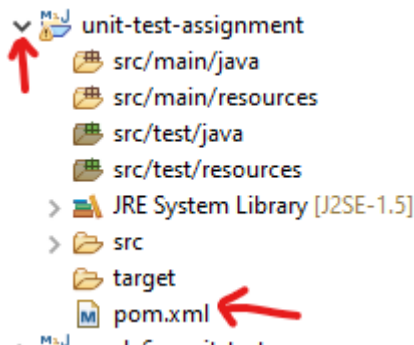 unit-test-assignment
src/main/java
src/main/resources
src/test/java
src/test/resources
JRE System Library [J2SE-1.5]
src
target
pom.xml